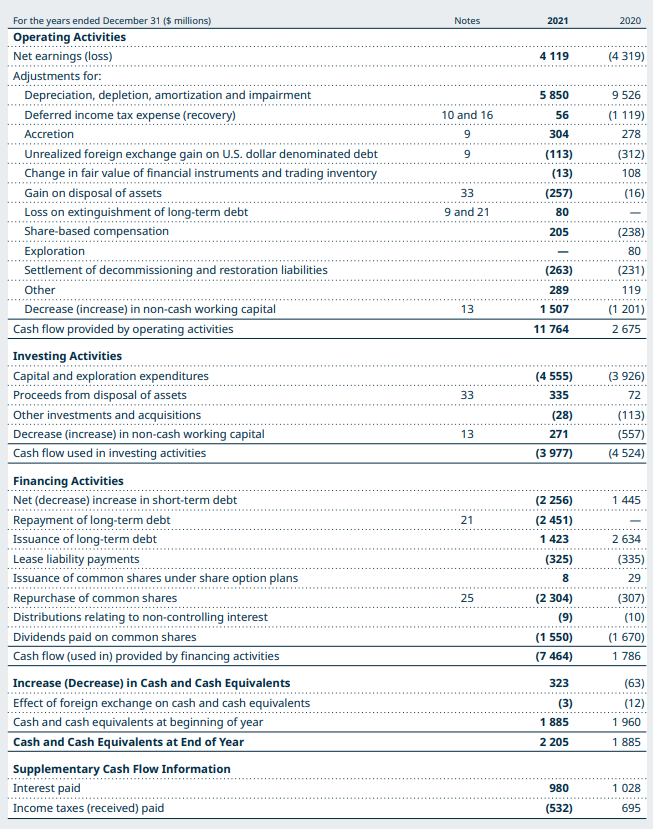 For the years ended December 31 ($ millions) Notes 2021 2020
Operating Activities
Net earnings (loss) 4 119 (4 319)
Adjustments for:
Depreciation, depletion, amortization and impairment 5 850 9 526
Deferred income tax expense (recovery) 10 and 16 56 (1 119)
Accretion 9 304 278
Unrealized foreign exchange gain on U.S. dollar denominated debt 9 (113) (312)
Change in fair value of financial instruments and trading inventory (13) 108
Gain on disposal of assets 33 (257) (16)
Loss on extinguishment of long-term debt 9 and 21 80 —
Share-based compensation 205 (238)
Exploration — 80
Settlement of decommissioning and restoration liabilities (263) (231)
Other 289 119
Decrease (increase) in non-cash working capital 13 1 507 (1 201)
Cash flow provided by operating activities 11 764 2 675
Investing Activities
Capital and exploration expenditures (4 555) (3 926)
Proceeds from disposal of assets 33 335 72
Other investments and acquisitions (28) (113)
Decrease (increase) in non-cash working capital 13 271 (557)
Cash flow used in investing activities (3 977) (4 524)
Financing Activities
Net (decrease) increase in short-term debt (2 256) 1 445
Repayment of long-term debt 21 (2 451) —
Issuance of long-term debt 1 423 2 634
Lease liability payments (325) (335)
Issuance of common shares under share option plans 8 29
Repurchase of common shares 25 (2 304) (307)
Distributions relating to non-controlling interest (9) (10)
Dividends paid on common shares (1 550) (1 670)
Cash flow (used in) provided by financing activities (7 464) 1 786
Increase (Decrease) in Cash and Cash Equivalents 323 (63)
Effect of foreign exchange on cash and cash equivalents (3) (12)
Cash and cash equivalents at beginning of year 1 885 1 960
Cash and Cash Equivalents at End of Year 2 205 1 885
Supplementary Cash Flow Information
Interest paid 980 1 028
Income taxes (received) paid (532) 695